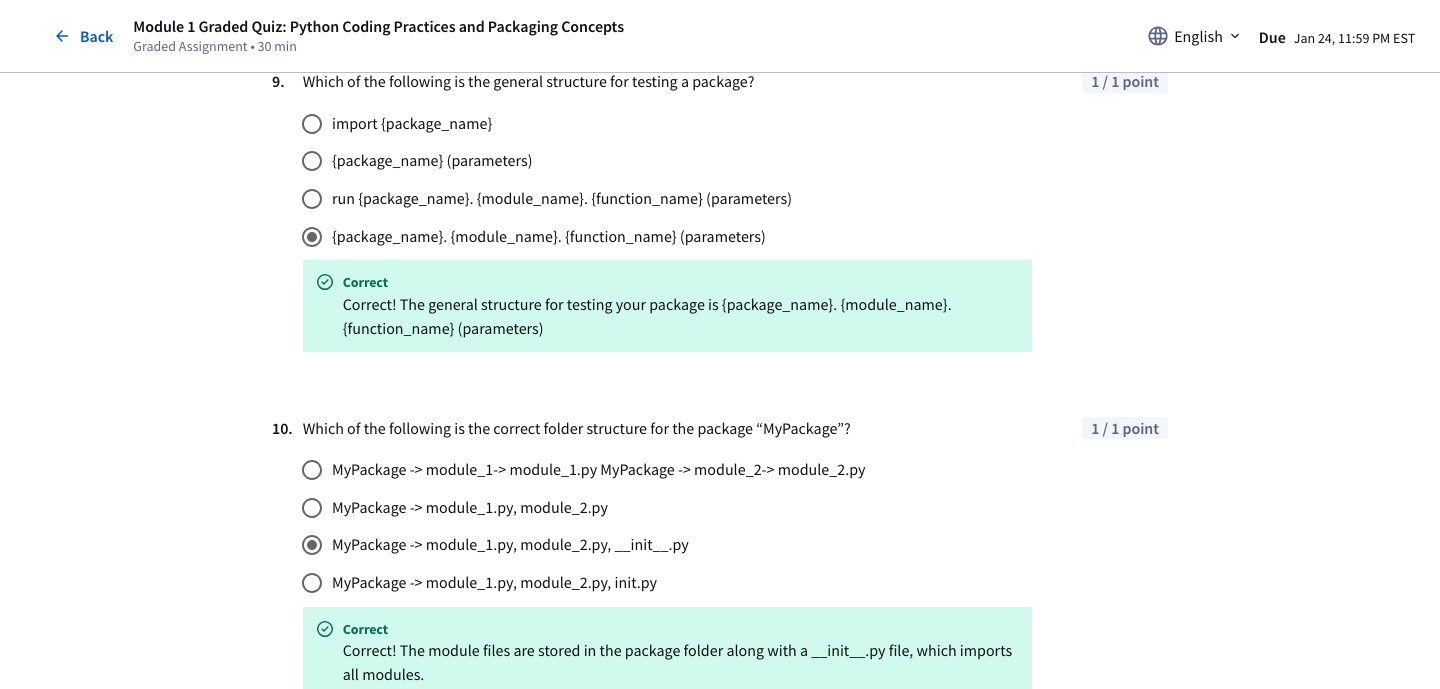 Back
Module 1 Graded Quiz: Python Coding Practices and Packaging Concepts
Graded Assignment • 30 min
English
Due Jan 24, 11:59 PM EST
9. Which of the following is the general structure for testing a package?
1 / 1 point
import {package_name}
{package_name} (parameters)
run {package_name}. {module_name}. {function_name} (parameters)
{package_name}. {module_name}. {function_name} (parameters)
Correct
Correct! The general structure for testing your package is {package_name}. {module_name}.
{function_name} (parameters)
10. Which of the following is the correct folder structure for the package “MyPackage”?
1 / 1 point
MyPackage -> module_1-> module_1.py MyPackage -> module_2-> module_2.py
MyPackage -> module_1.py, module_2.py
MyPackage -> module_1.py, module_2.py, __init__.py
MyPackage -> module_1.py, module_2.py, init.py
Correct
Correct! The module files are stored in the package folder along with a __init__.py file, which imports
all modules.